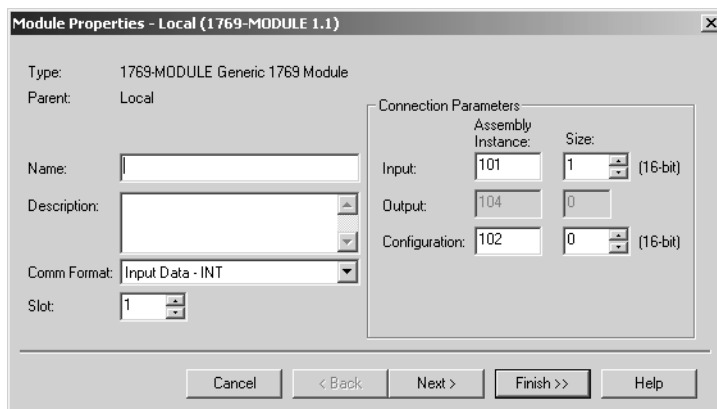 Module Properties - Local (1769-MODULE 1.1)
Type: 1769-MODULE Generic 1769 Module
Parent: Local
Connection Parameters
Assembly
Instance:
Size:
Name:
Input: 101 1 (16-bit)
Description:
Output: 104 0
Configuration: 102 0 (16-bit)
Comm Format: Input Data - INT
Slot: 1
Cancel < Back Next > Finish >> Help